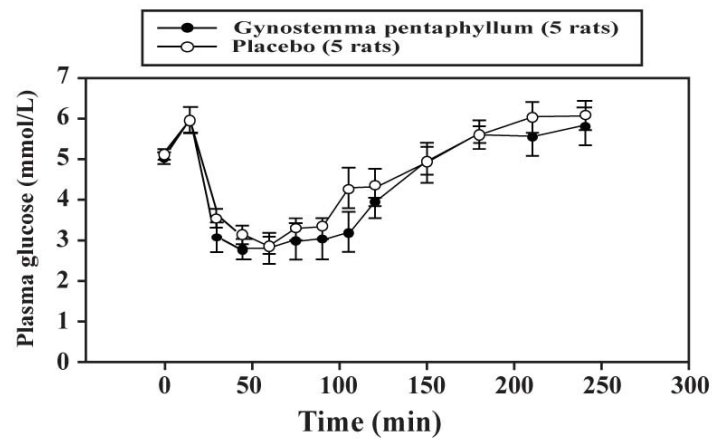 Gynostemma pentaphyllum (5 rats)
Placebo (5 rats)
Plasma glucose (mmol/L)
7
6
5
4
3
2
1
0
0 50 100 150 200 250 300
Time (min)